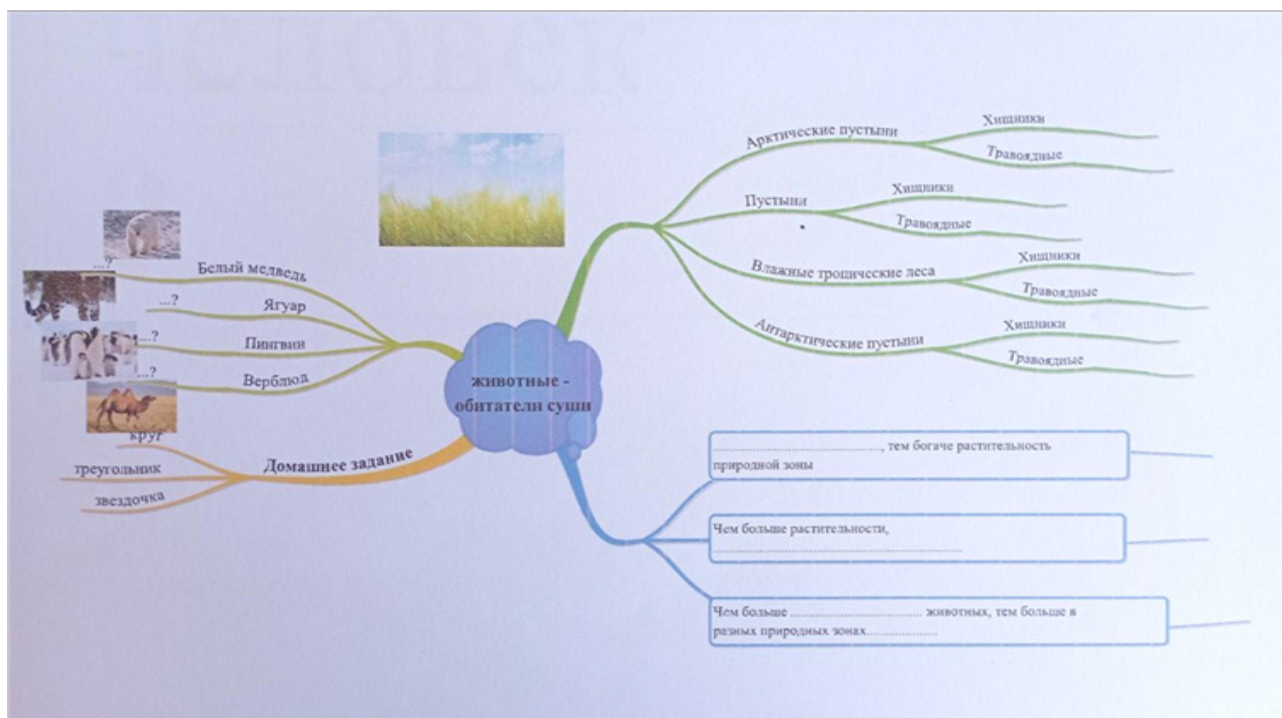 человек
Арктические пустыни
Хищники
Травоядные
Пустыни
Хищники
Травоядные
Влажные тропические леса
Хищники
Травоядные
Антарктические пустыни
Хищники
Травоядные
Белый медведь
...?
Ягуар
...?
Пингвин
...?
Верблюд
...?
животные -
обитатели суши
Домашнее задание
круг
треугольник
звездочка
........................................, тем богаче растительность
природной зоны
Чем больше растительности,
............................................................
Чем больше ................................ животных, тем больше в
разных природных зонах.................